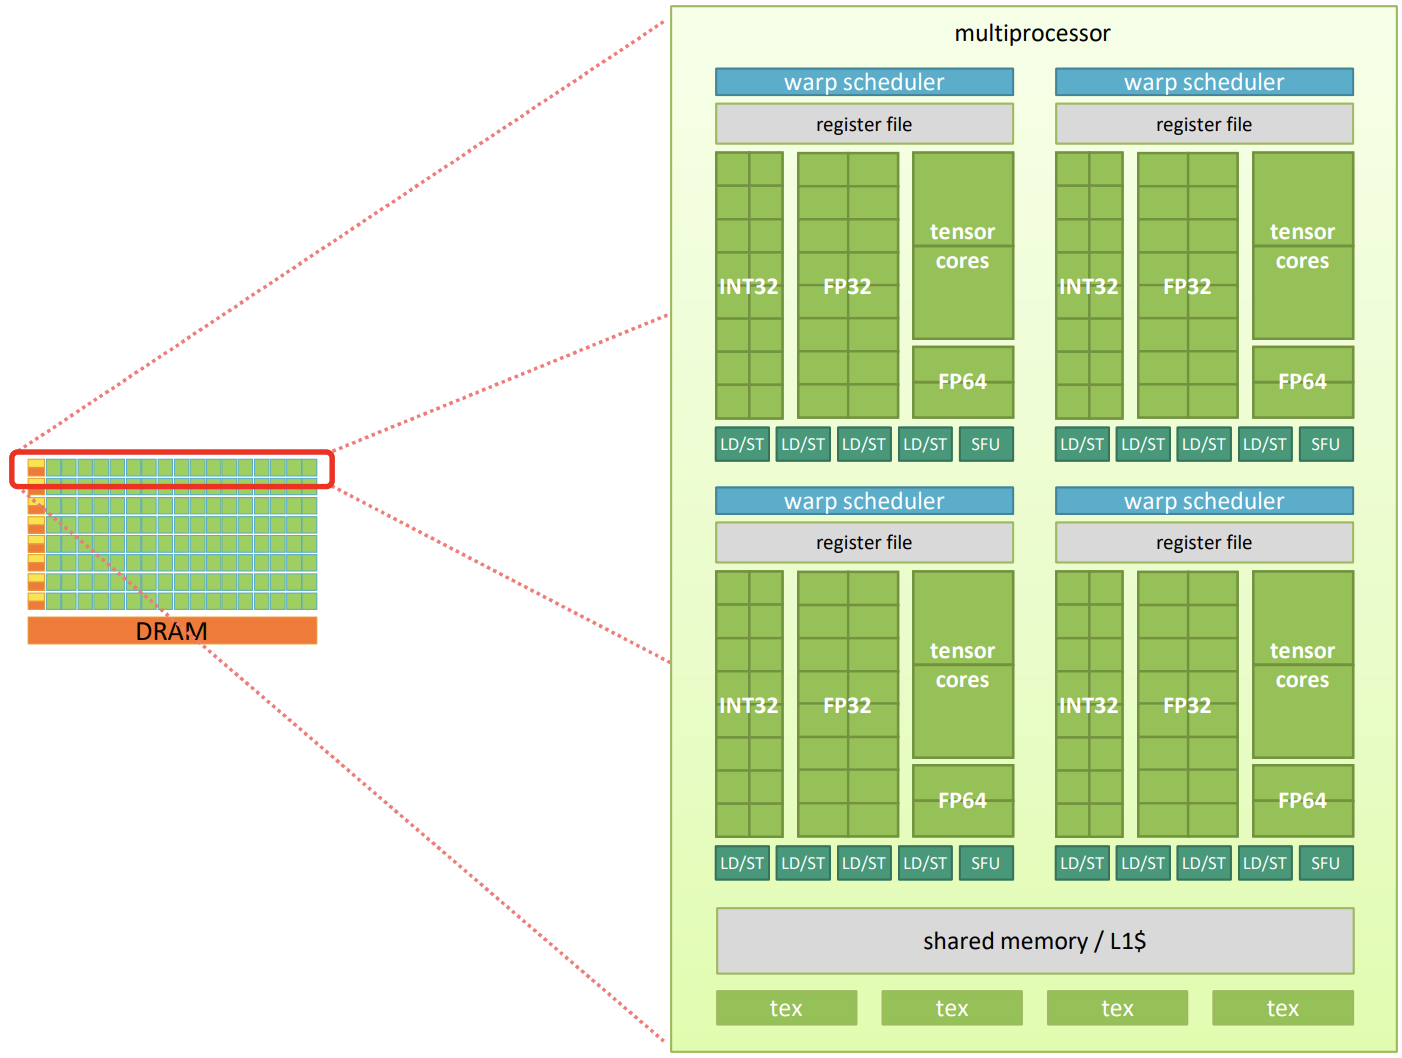 multiprocessor
warp scheduler
register file
INT32
FP32
tensor
cores
FP64
LD/ST
LD/ST
LD/ST
LD/ST
SFU
warp scheduler
register file
INT32
FP32
tensor
cores
FP64
LD/ST
LD/ST
LD/ST
LD/ST
SFU
warp scheduler
register file
INT32
FP32
tensor
cores
FP64
LD/ST
LD/ST
LD/ST
LD/ST
SFU
warp scheduler
register file
INT32
FP32
tensor
cores
FP64
LD/ST
LD/ST
LD/ST
LD/ST
SFU
shared memory / L1$
tex
tex
tex
tex
DRAM